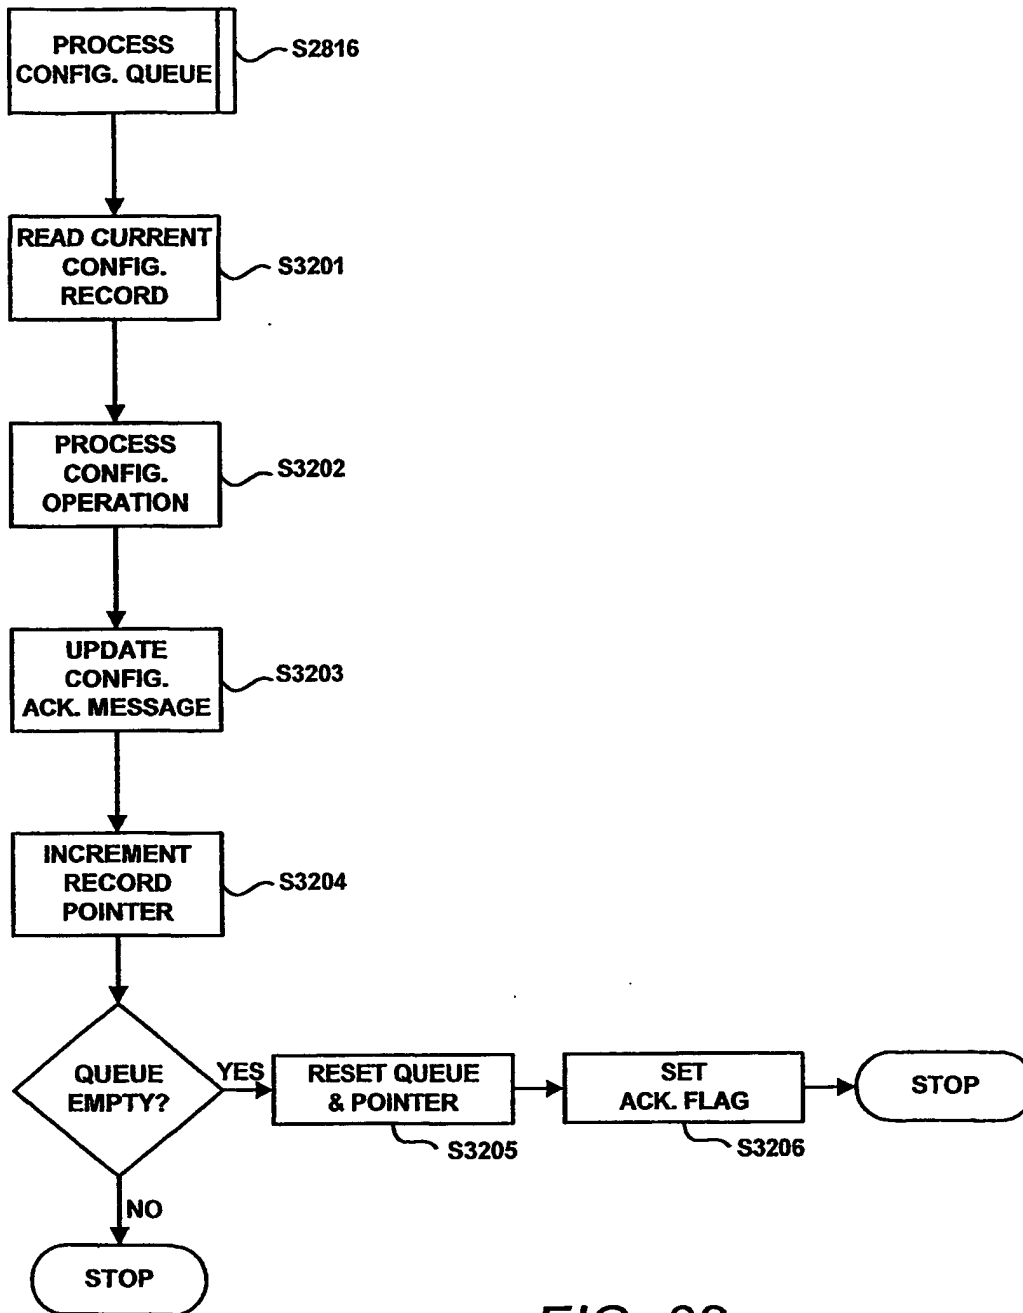 PROCESS
CONFIG. QUEUE
S2816
READ CURRENT
CONFIG.
RECORD
S3201
PROCESS
CONFIG.
OPERATION
S3202
UPDATE
CONFIG.
ACK. MESSAGE
S3203
INCREMENT
RECORD
POINTER
S3204
QUEUE
EMPTY?
YES
RESET QUEUE
& POINTER
S3205
SET
ACK. FLAG
S3206
STOP
NO
STOP